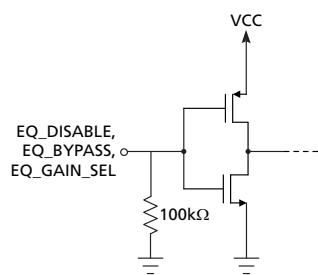 VCC
EQ_DISABLE,
EQ_BYPASS,
EQ_GAIN_SEL
100kΩ